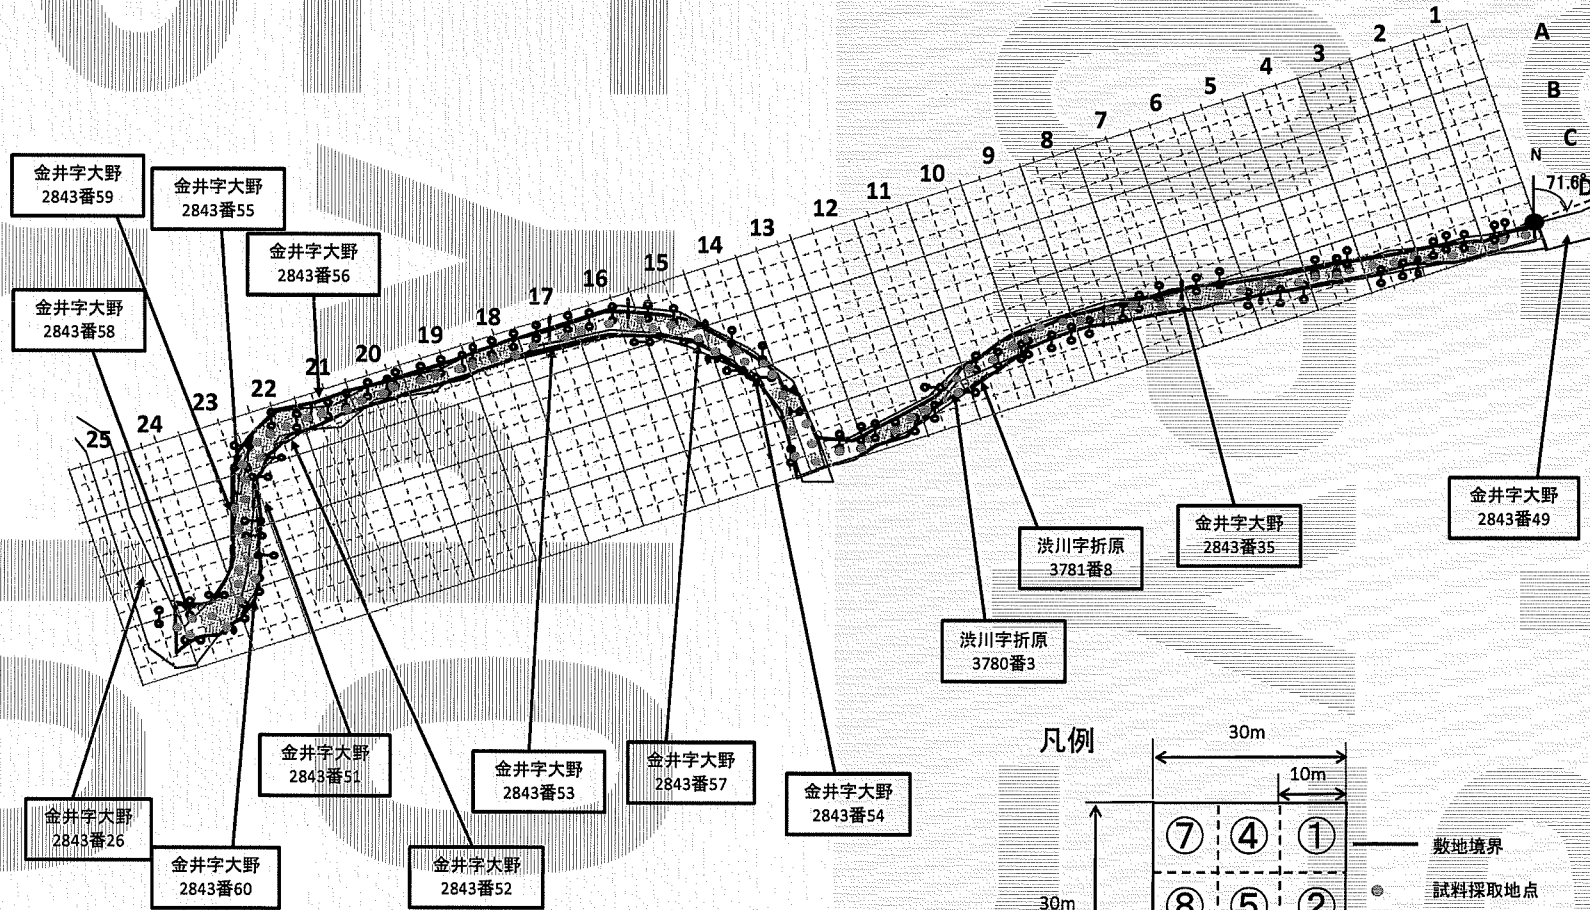 1
2
3
4
5
6
7
8
9
10
11
12
13
14
15
16
17
18
19
20
21
22
23
24
25
A
B
C
D
N
71.6°
金井字大野
2843番59
金井字大野
2843番55
金井字大野
2843番56
金井字大野
2843番58
金井字大野
2843番49
金井字大野
2843番35
渋川字折原
3781番8
渋川字折原
3780番3
金井字大野
2843番51
金井字大野
2843番53
金井字大野
2843番57
金井字大野
2843番54
金井字大野
2843番26
金井字大野
2843番60
金井字大野
2843番52
凡例
30m
10m
⑦ ④ ①
敷地境界
⑧ ⑤ ②
試料採取地点
30m